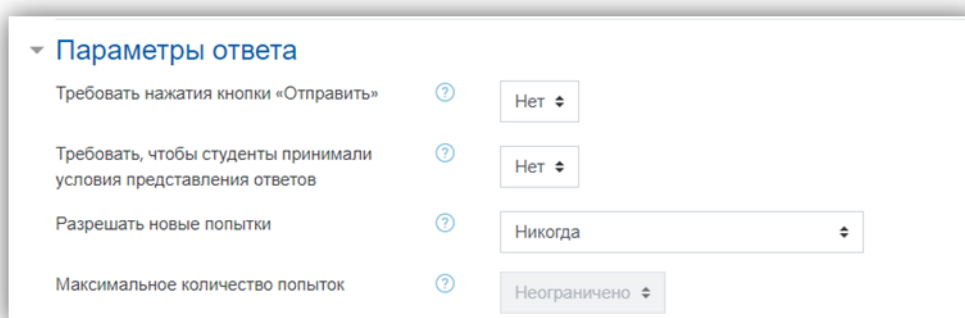 Параметры ответа
Требовать нажатия кнопки «Отправить»
?
Нет
Требовать, чтобы студенты принимали
условия представления ответов
?
Нет
Разрешать новые попытки
?
Никогда
Максимальное количество попыток
?
Неограничено